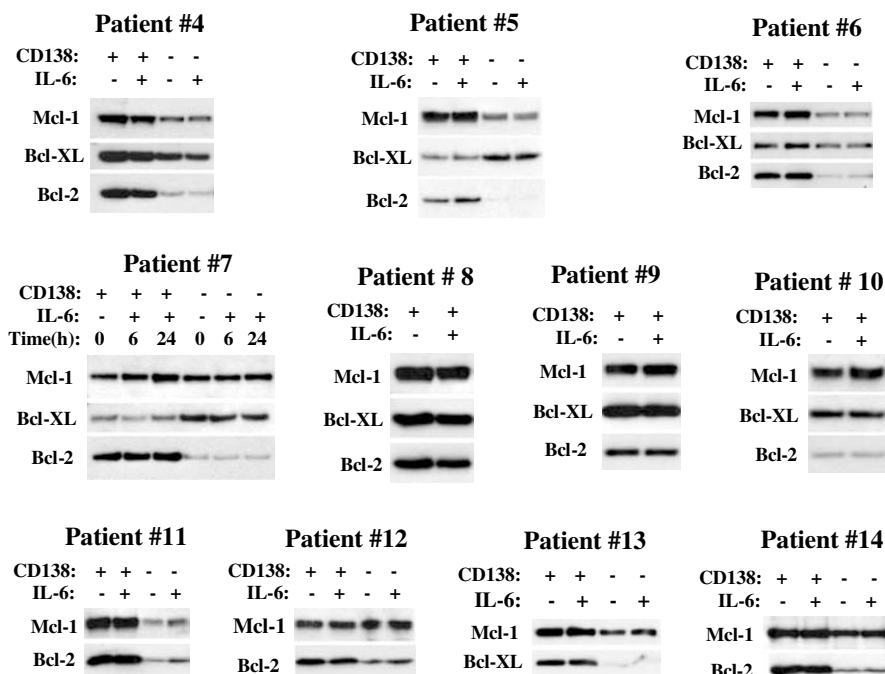 Patient #4
CD138: + + - -
IL-6: - + - +
Mcl-1
Bcl-XL
Bcl-2
Patient #5
CD138: + + - -
IL-6: - + - +
Mcl-1
Bcl-XL
Bcl-2
Patient #6
CD138: + + - -
IL-6: - + - +
Mcl-1
Bcl-XL
Bcl-2
Patient #7
CD138: + + + - - -
IL-6: - + + - + +
Time(h): 0 6 24 0 6 24
Mcl-1
Bcl-XL
Bcl-2
Patient # 8
CD138: + +
IL-6: - +
Mcl-1
Bcl-XL
Bcl-2
Patient #9
CD138: + +
IL-6: - +
Mcl-1
Bcl-XL
Bcl-2
Patient # 10
CD138: + +
IL-6: - +
Mcl-1
Bcl-XL
Bcl-2
Patient #11
CD138: + + - -
IL-6: - + - +
Mcl-1
Bcl-2
Patient #12
CD138: + + - -
IL-6: - + - +
Mcl-1
Bcl-2
Patient #13
CD138: + + - -
IL-6: - + - +
Mcl-1
Bcl-XL
Patient #14
CD138: + + - -
IL-6: - + - +
Mcl-1
Bcl-2